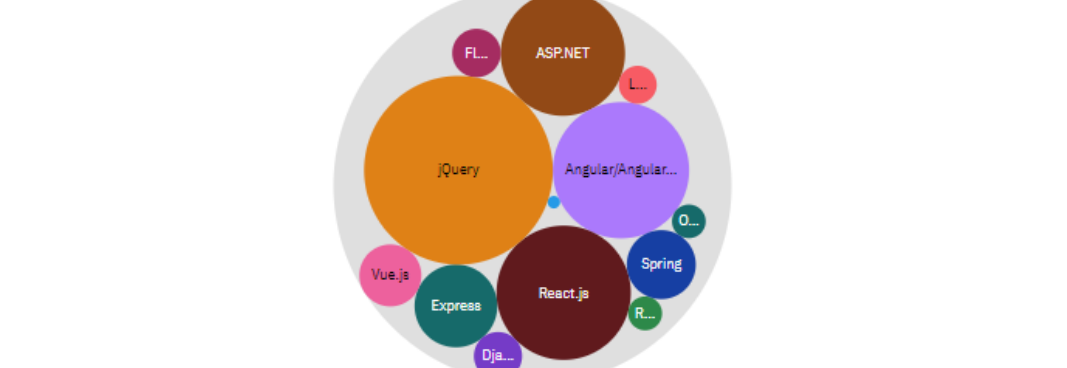 Fl...
ASP.NET
L...
jQuery
Angular/Angular...
O...
Spring
Vue.js
Express
React.js
R...
Dja...